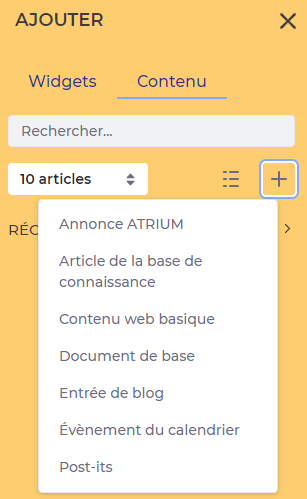 AJOUTER
Widgets
Contenu
Rechercher...
10 articles
RÉC
Annonce ATRIUM
Article de la base de
connaissance
Contenu web basique
Document de base
Entrée de blog
Évènement du calendrier
Post-its